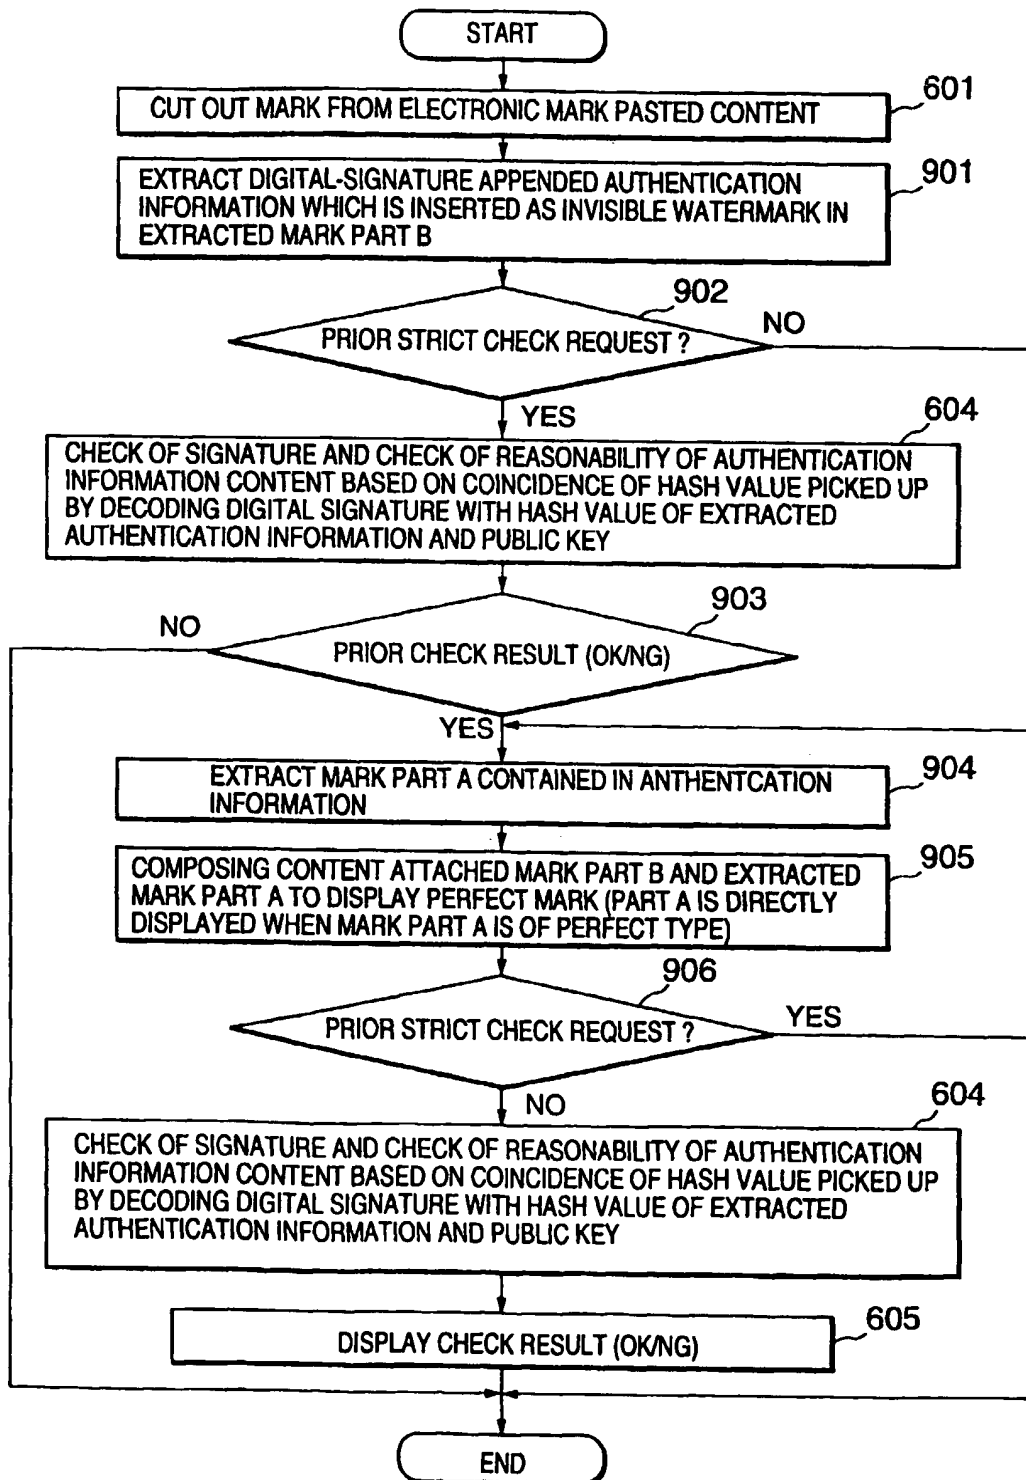 START
601
CUT OUT MARK FROM ELECTRONIC MARK PASTED CONTENT
901
EXTRACT DIGITAL-SIGNATURE APPENDED AUTHENTICATION
INFORMATION WHICH IS INSERTED AS INVISIBLE WATERMARK IN
EXTRACTED MARK PART B
902
PRIOR STRICT CHECK REQUEST ?
NO
YES
604
CHECK OF SIGNATURE AND CHECK OF REASONABILITY OF AUTHENTICATION
INFORMATION CONTENT BASED ON COINCIDENCE OF HASH VALUE PICKED UP
BY DECODING DIGITAL SIGNATURE WITH HASH VALUE OF EXTRACTED
AUTHENTICATION INFORMATION AND PUBLIC KEY
903
NO
PRIOR CHECK RESULT (OK/NG)
YES
904
EXTRACT MARK PART A CONTAINED IN ANTHENTCATION
INFORMATION
905
COMPOSING CONTENT ATTACHED MARK PART B AND EXTRACTED
MARK PART A TO DISPLAY PERFECT MARK (PART A IS DIRECTLY
DISPLAYED WHEN MARK PART A IS OF PERFECT TYPE)
906
PRIOR STRICT CHECK REQUEST ?
YES
NO
604
CHECK OF SIGNATURE AND CHECK OF REASONABILITY OF AUTHENTICATION
INFORMATION CONTENT BASED ON COINCIDENCE OF HASH VALUE PICKED UP
BY DECODING DIGITAL SIGNATURE WITH HASH VALUE OF EXTRACTED
AUTHENTICATION INFORMATION AND PUBLIC KEY
605
DISPLAY CHECK RESULT (OK/NG)
END